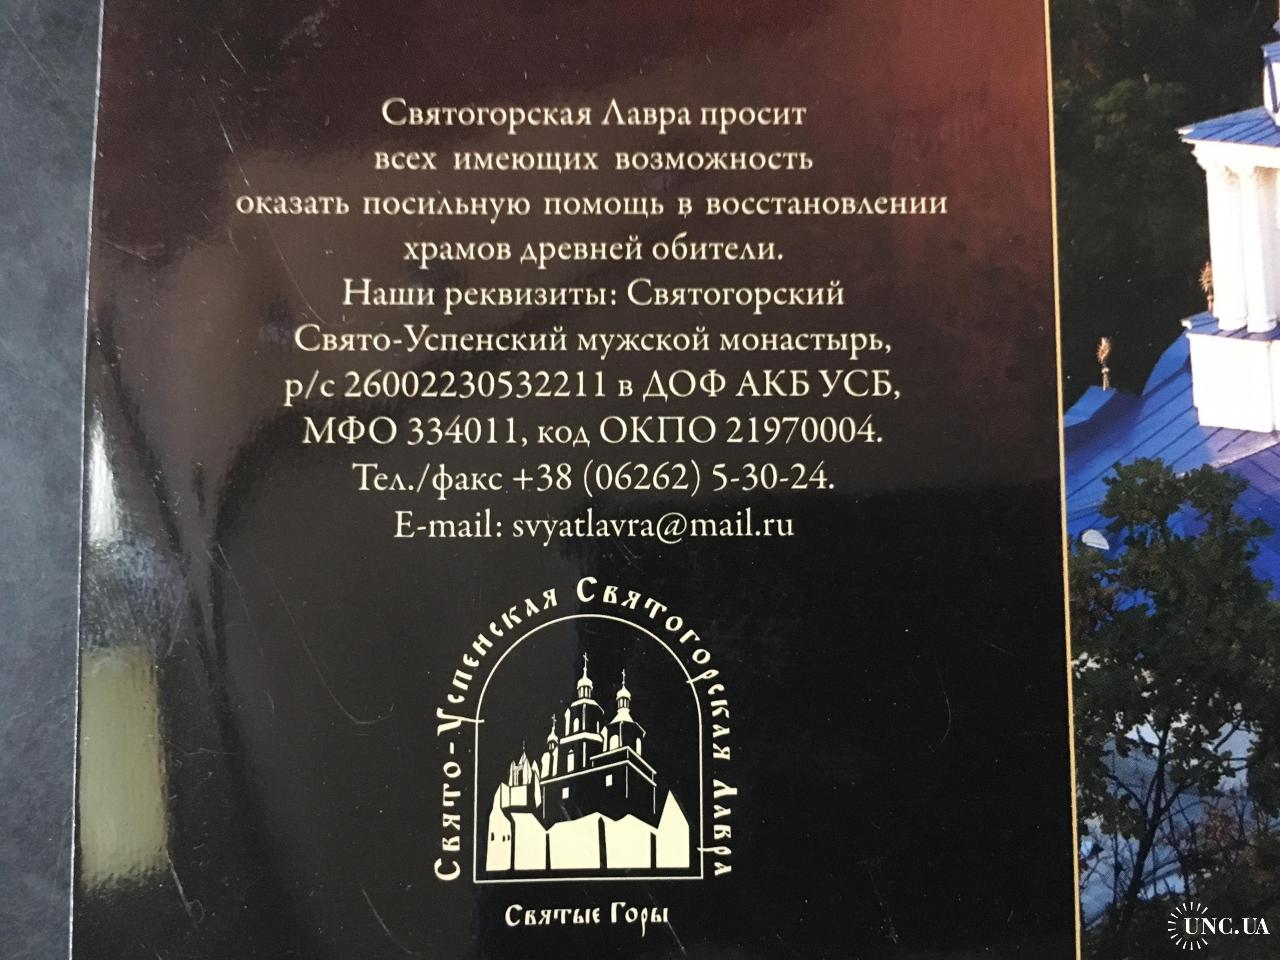 Святогорская Лавра просит
всех имеющих возможность
оказать посильную помощь в восстановлении
храмов древней обители.
Наши реквизиты: Святогорский
Свято-Успенский мужской монастырь,
р/с 26002230532211 в ДОФ АКБ УСБ,
МФО 334011, код ОКПО 21970004.
Тел./факс +38 (06262) 5-30-24.
E-mail: svyatlavra@mail.ru
Свято-Успенская Святогорская Лавра
Святые Горы
UNC.UA